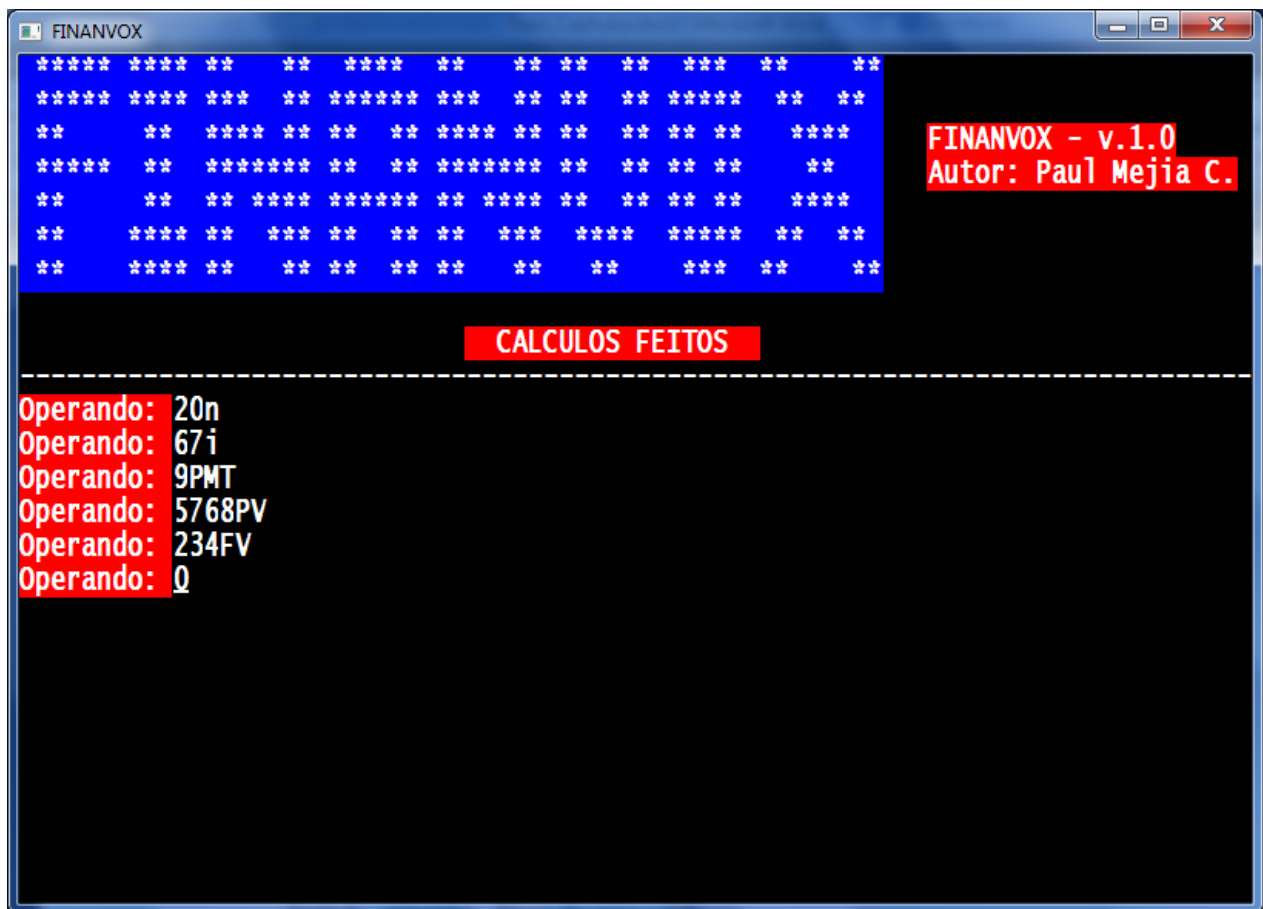 FINANVOX
FINANVOX - v.1.0
Autor: Paul Mejia C.
CALCULOS FEITOS
Operando: 20n
Operando: 67i
Operando: 9PMT
Operando: 5768PV
Operando: 234FV
Operando: 0